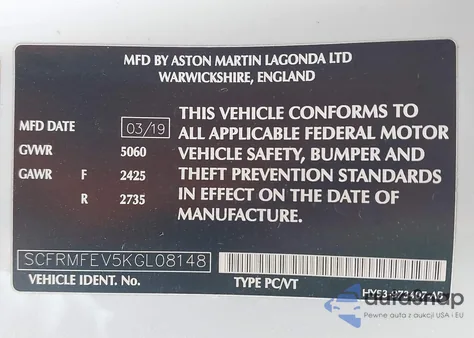 MFD BY ASTON MARTIN LAGONDA LTD
WARWICKSHIRE, ENGLAND
MFD DATE 03/19
GVWR 5060
GAWR F 2425
R 2735
THIS VEHICLE CONFORMS TO
ALL APPLICABLE FEDERAL MOTOR
VEHICLE SAFETY, BUMPER AND
THEFT PREVENTION STANDARDS
IN EFFECT ON THE DATE OF
MANUFACTURE.
SCFRMFEV5KGL08148
VEHICLE IDENT. No. TYPE PC/VT
autosnap
Pewne auta z aukcji USA i EU